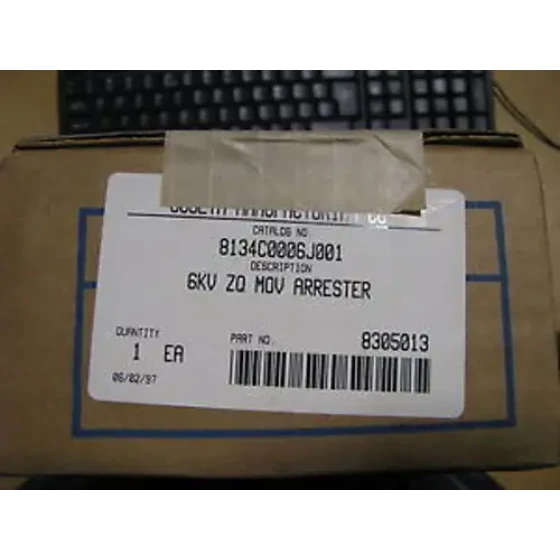 CATALOG NO.
8134C0006J001
DESCRIPTION
6KV ZQ MOV ARRESTER
QUANTITY
1 EA
PART NO.
8305013
06/02/97